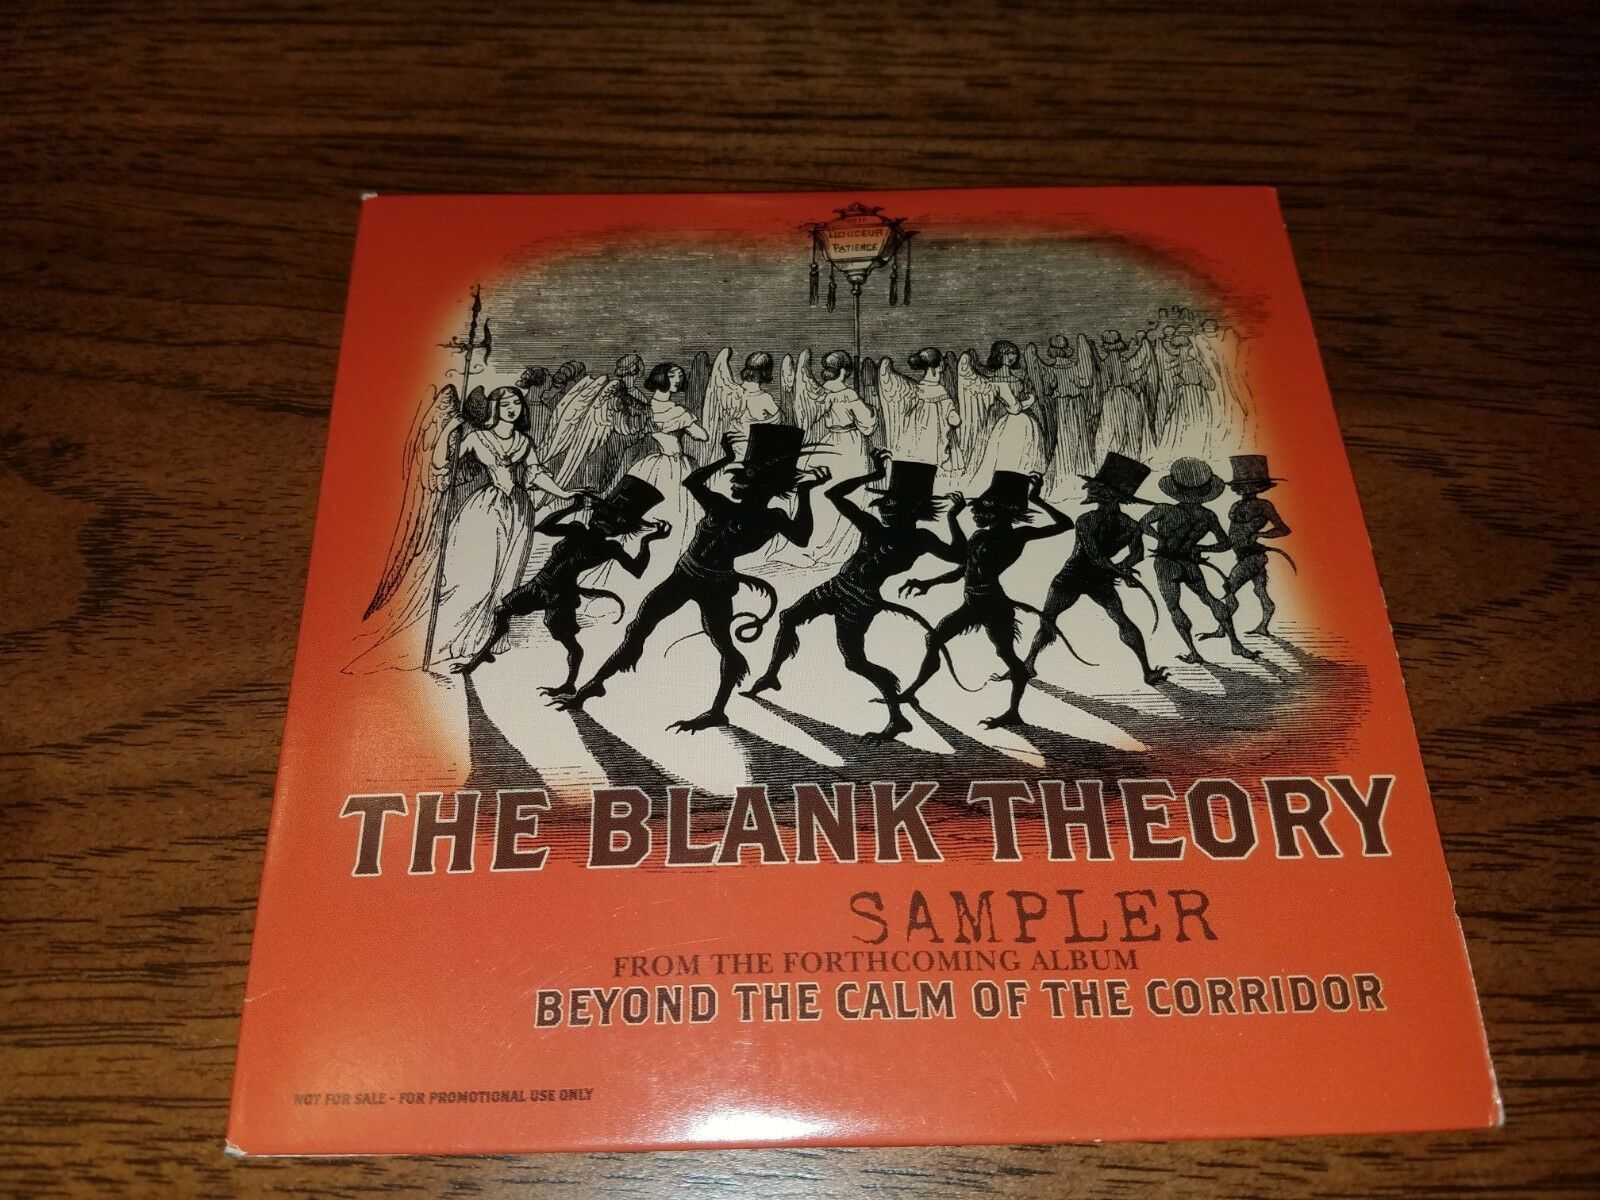 DOUCEUR
PATIENCE
THE BLANK THEORY
SAMPLER
FROM THE FORTHCOMING ALBUM
BEYOND THE CALM OF THE CORRIDOR
NOT FOR SALE - FOR PROMOTIONAL USE ONLY